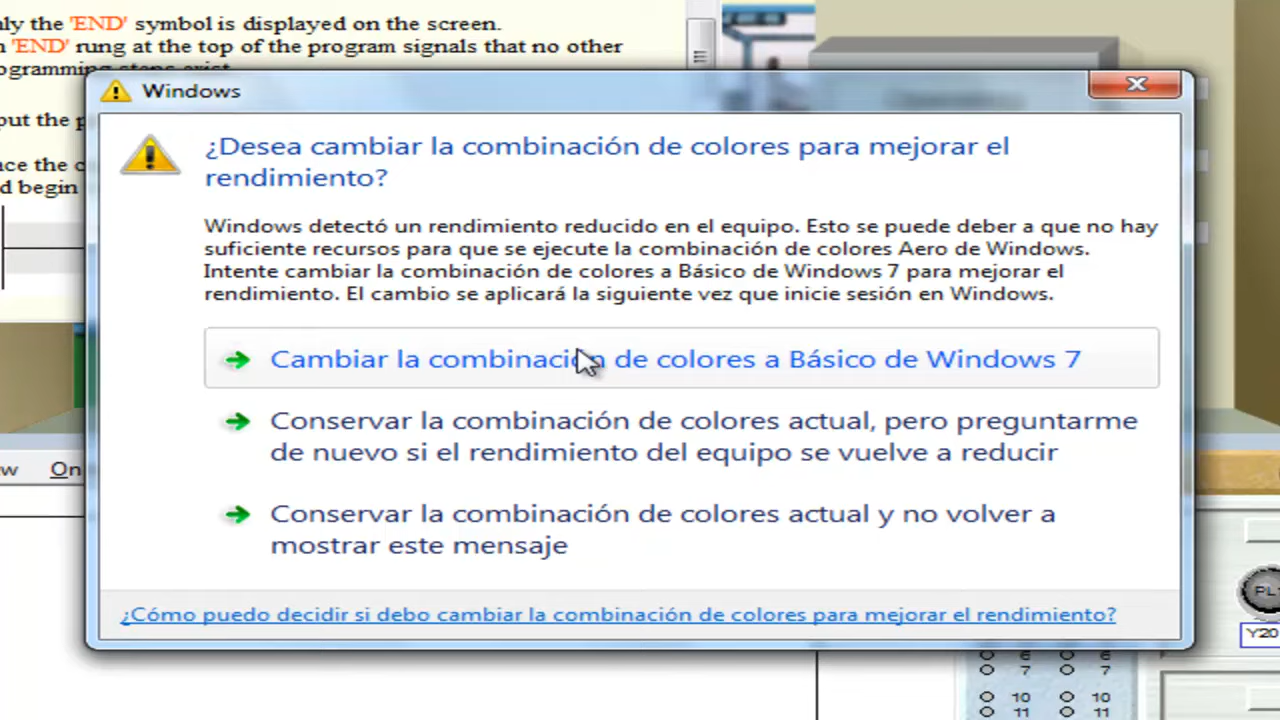 nly the 'END' symbol is displayed on the screen.
'END' rung at the top of the program signals that no other
ogramming steps exist.
Windows
put the p
nce the c
d begin
¿Desea cambiar la combinación de colores para mejorar el
rendimiento?
Windows detectó un rendimiento reducido en el equipo. Esto se puede deber a que no hay
suficiente recursos para que se ejecute la combinación de colores Aero de Windows.
Intente cambiar la combinación de colores a Básico de Windows 7 para mejorar el
rendimiento. El cambio se aplicará la siguiente vez que inicie sesión en Windows.
Cambiar la combinación de colores a Básico de Windows 7
Conservar la combinación de colores actual, pero preguntarme
de nuevo si el rendimiento del equipo se vuelve a reducir
Conservar la combinación de colores actual y no volver a
mostrar este mensaje
¿Cómo puedo decidir si debo cambiar la combinación de colores para mejorar el rendimiento?
w On
PL
Y20
6 6
7 7
10 10
11 11